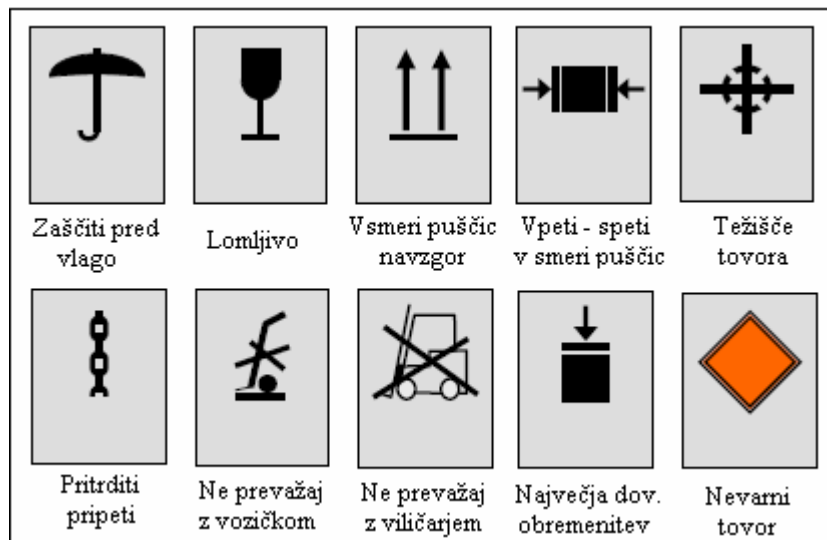 Zaščiti pred
vlago
Lomljivo
V smeri puščic
navzgor
Vpeti - speti
v smeri puščic
Težišče
tovora
Pritrditi
pripeti
Ne prevažaj
z vozičkom
Ne prevažaj
z viličarjem
Največja dov.
obremenitev
Nevarni
tovor